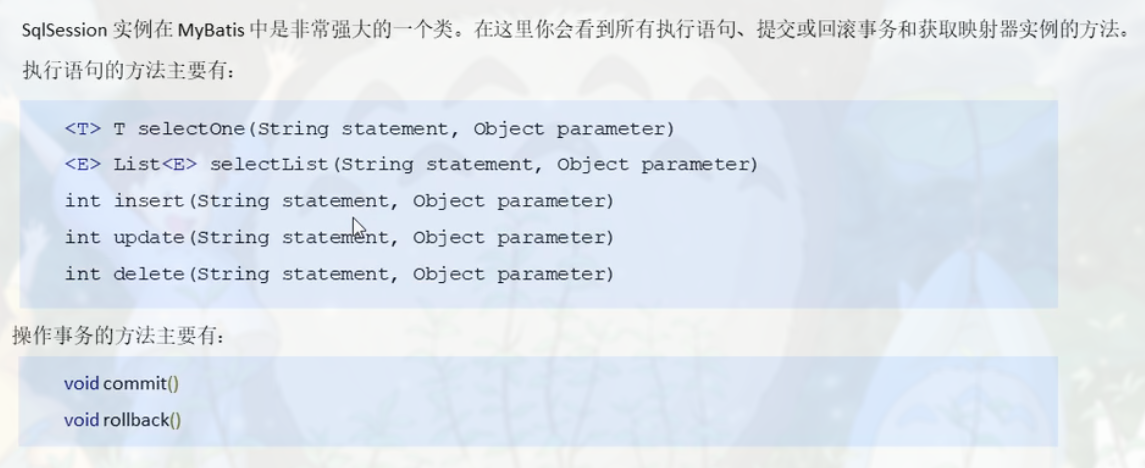 SqlSession 实例在 MyBatis 中是非常强大的一个类。在这里你会看到所有执行语句、提交或回滚事务和获取映射器实例的方法。
执行语句的方法主要有：
<T> T selectOne(String statement, Object parameter)
<E> List<E> selectList(String statement, Object parameter)
int insert(String statement, Object parameter)
int update(String statement, Object parameter)
int delete(String statement, Object parameter)
操作事务的方法主要有：
void commit()
void rollback()